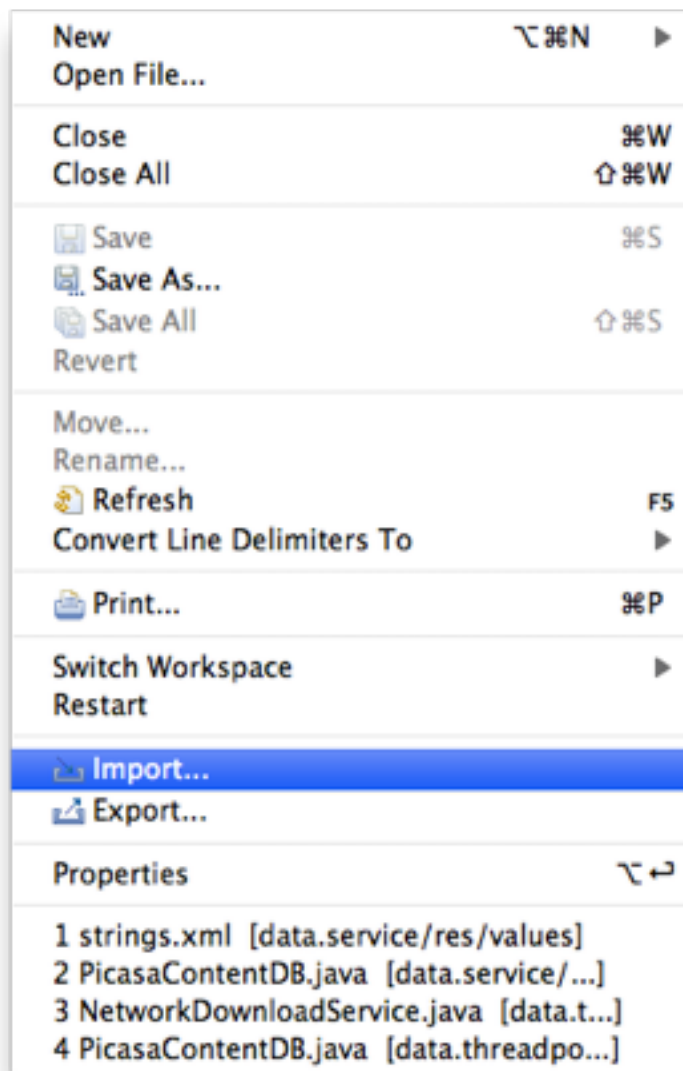 New ⌥⌘N ▶
Open File...
Close ⌘W
Close All ⇧⌘W
Save ⌘S
Save As...
Save All ⇧⌘S
Revert
Move...
Rename...
Refresh F5
Convert Line Delimiters To ▶
Print... ⌘P
Switch Workspace ▶
Restart
Import...
Export...
Properties ⌥↩
1 strings.xml [data.service/res/values]
2 PicasaContentDB.java [data.service/...]
3 NetworkDownloadService.java [data.t...]
4 PicasaContentDB.java [data.threadpo...]